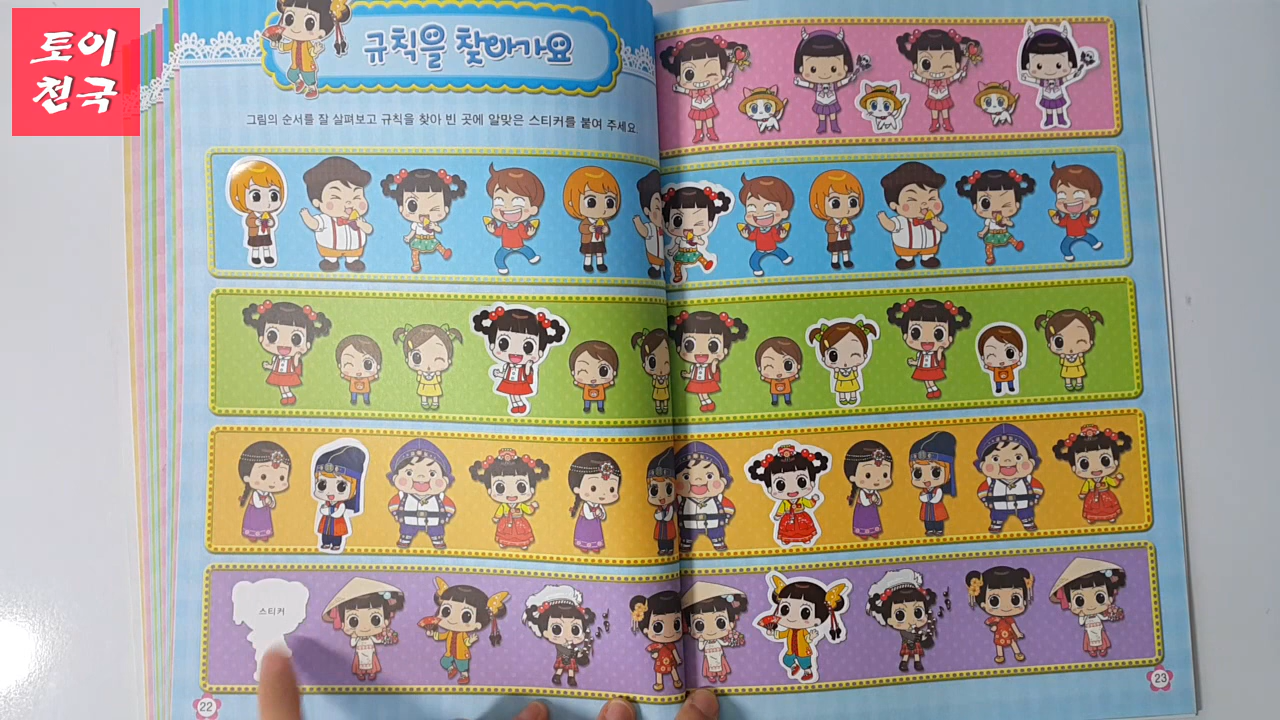 토이
천국
규칙을 찾아가요
그림의 순서를 잘 살펴보고 규칙을 찾아 빈 곳에 알맞은 스티커를 붙여 주세요.
스티커
22
23